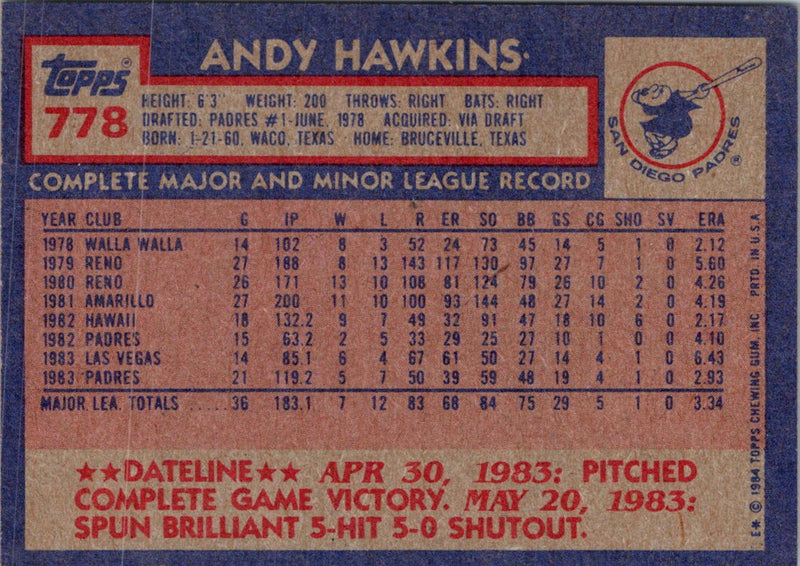 ANDY HAWKINS
Topps®
778
HEIGHT: 6'3" WEIGHT: 200 THROWS: RIGHT BATS: RIGHT
DRAFTED: PADRES #1-JUNE, 1978 ACQUIRED: VIA DRAFT
BORN: 1-21-60, WACO, TEXAS · HOME: BRUCEVILLE, TEXAS
SAN DIEGO PADRES®
COMPLETE MAJOR AND MINOR LEAGUE RECORD
YEAR CLUB G IP W L R ER SO BB GS CG SHO SV ERA
1978 WALLA WALLA 14 102 8 3 52 24 73 45 14 5 1 0 2.12
1979 RENO 27 188 8 13 143 117 130 97 27 7 1 0 5.60
1980 RENO 26 171 13 10 108 81 124 79 26 10 2 0 4.26
1981 AMARILLO 27 200 11 10 100 93 144 48 27 14 2 0 4.19
1982 HAWAII 18 132.2 9 7 49 32 91 47 18 10 6 0 2.17
1982 PADRES 15 63.2 2 5 33 29 25 27 10 1 0 0 4.10
1983 LAS VEGAS 14 85.1 6 4 67 61 50 27 14 4 1 0 6.43
1983 PADRES 21 119.2 5 7 50 39 59 48 19 4 1 0 2.93
MAJOR LEA. TOTALS ..... 36 183.1 7 12 83 68 84 75 29 5 1 0 3.34
★★DATELINE★★ APR 30, 1983: PITCHED
COMPLETE GAME VICTORY. MAY 20, 1983:
SPUN BRILLIANT 5-HIT 5-0 SHUTOUT.
E* © 1984 TOPPS CHEWING GUM, INC. PRTD. IN U.S.A.